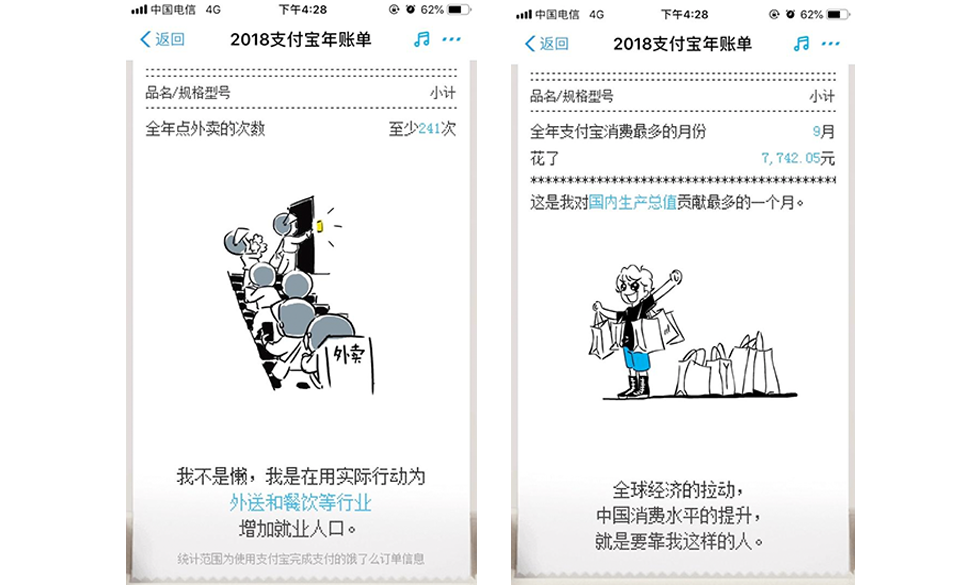 中国电信 4G
下午4:28
62%
返回
2018支付宝年账单
品名/规格型号 小计
全年点外卖的次数 至少241次
外卖
我不是懒，我是在用实际行动为
外送和餐饮等行业
增加就业人口。
统计范围为使用支付宝完成支付的饿了么订单信息
中国电信 4G
下午4:28
62%
返回
2018支付宝年账单
品名/规格型号 小计
全年支付宝消费最多的月份 9月
花了 7,742.05元
这是我对国内生产总值贡献最多的一个月。
全球经济的拉动，
中国消费水平的提升，
就是要靠我这样的人。